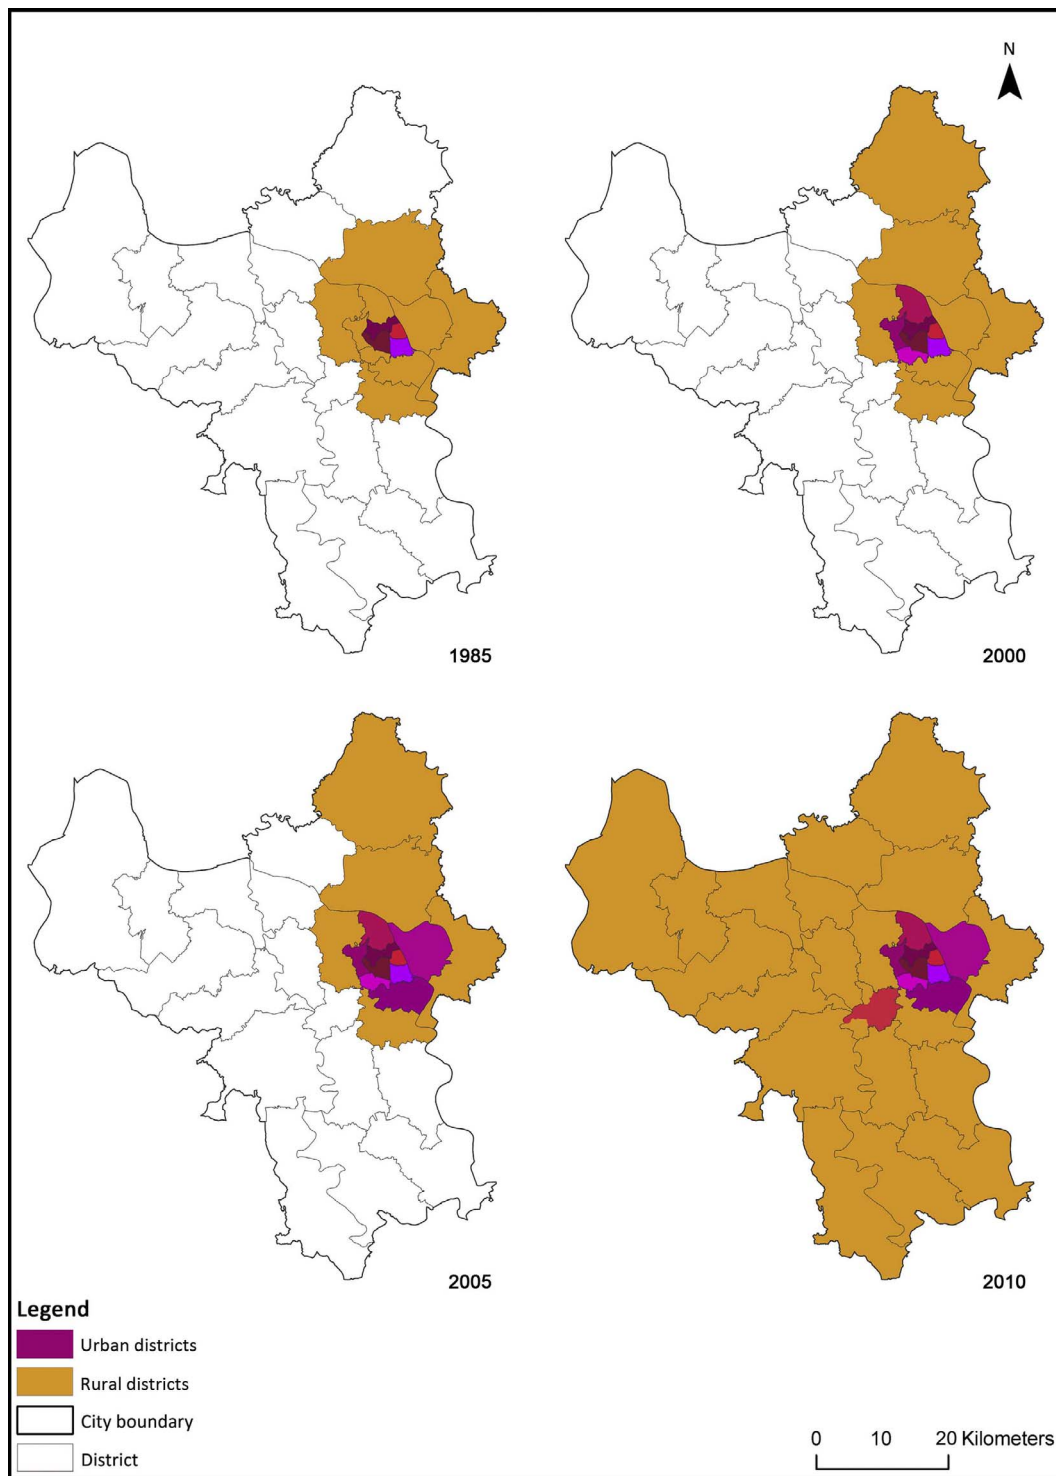 N
1985
2000
2005
2010
Legend
Urban districts
Rural districts
City boundary
District
0 10 20 Kilometers